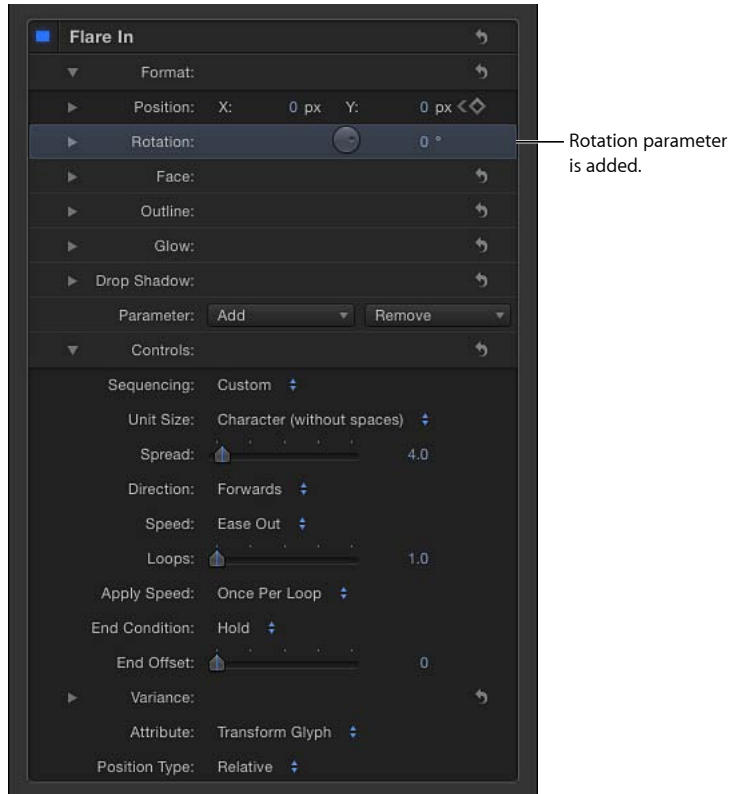 Flare In
Format:
Position: X: 0 px Y: 0 px
Rotation: 0 °
Rotation parameter
is added.
Face:
Outline:
Glow:
Drop Shadow:
Parameter: Add Remove
Controls:
Sequencing: Custom
Unit Size: Character (without spaces)
Spread: 4.0
Direction: Forwards
Speed: Ease Out
Loops: 1.0
Apply Speed: Once Per Loop
End Condition: Hold
End Offset: 0
Variance:
Attribute: Transform Glyph
Position Type: Relative